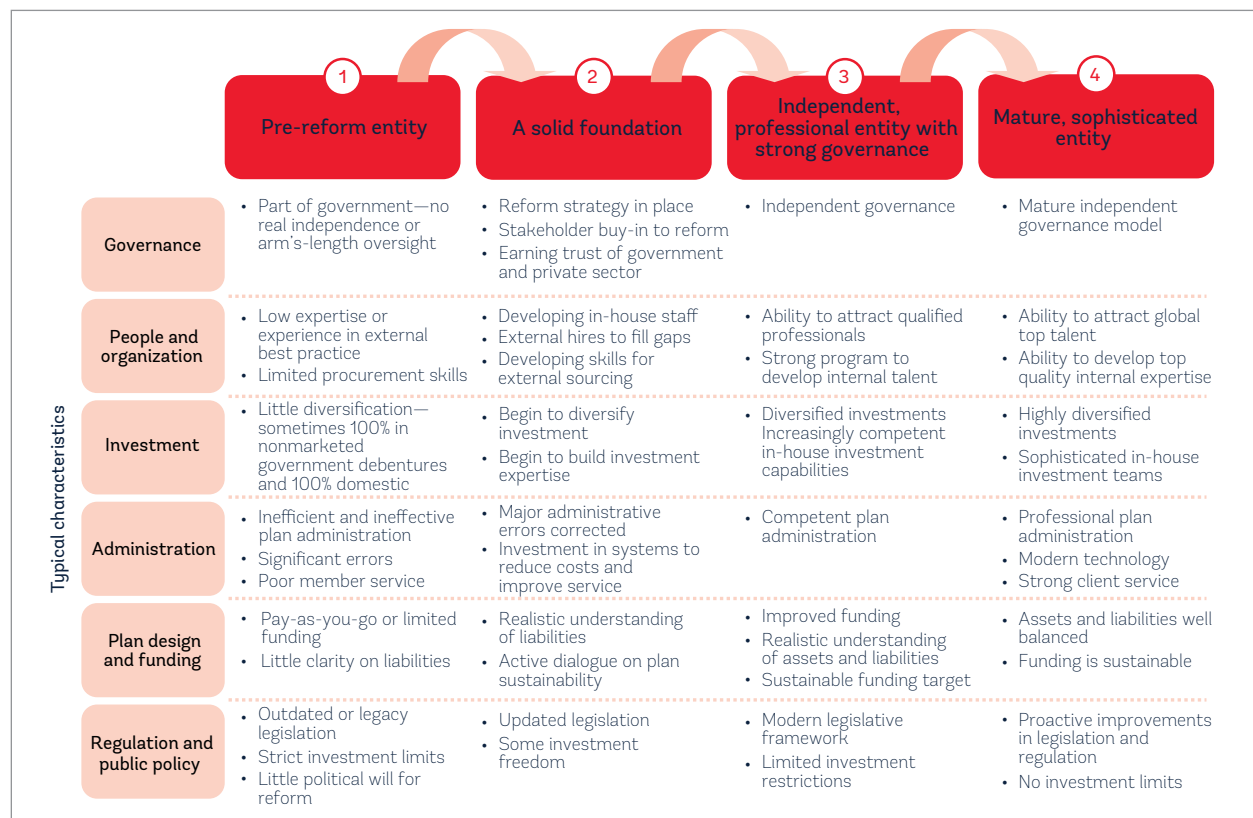 1
2
3
4
Pre-reform entity
A solid foundation
Independent,
professional entity with
strong governance
Mature, sophisticated
entity
Typical characteristics
Governance
• Part of government—no
real independence or
arm's-length oversight
• Reform strategy in place
• Stakeholder buy-in to reform
• Earning trust of government
and private sector
• Independent governance
• Mature independent
governance model
People and
organization
• Low expertise or
experience in external
best practice
• Limited procurement skills
• Developing in-house staff
• External hires to fill gaps
• Developing skills for
external sourcing
• Ability to attract qualified
professionals
• Strong program to
develop internal talent
• Ability to attract global
top talent
• Ability to develop top
quality internal expertise
Investment
• Little diversification—
sometimes 100% in
nonmarketed
government debentures
and 100% domestic
• Begin to diversify
investment
• Begin to build investment
expertise
• Diversified investments
Increasingly competent
in-house investment
capabilities
• Highly diversified
investments
• Sophisticated in-house
investment teams
Administration
• Inefficient and ineffective
plan administration
• Significant errors
• Poor member service
• Major administrative
errors corrected
• Investment in systems to
reduce costs and
improve service
• Competent plan
administration
• Professional plan
administration
• Modern technology
• Strong client service
Plan design
and funding
• Pay-as-you-go or limited
funding
• Little clarity on liabilities
• Realistic understanding
of liabilities
• Active dialogue on plan
sustainability
• Improved funding
• Realistic understanding
of assets and liabilities
• Sustainable funding target
• Assets and liabilities well
balanced
• Funding is sustainable
Regulation and
public policy
• Outdated or legacy
legislation
• Strict investment limits
• Little political will for
reform
• Updated legislation
• Some investment
freedom
• Modern legislative
framework
• Limited investment
restrictions
• Proactive improvements
in legislation and
regulation
• No investment limits